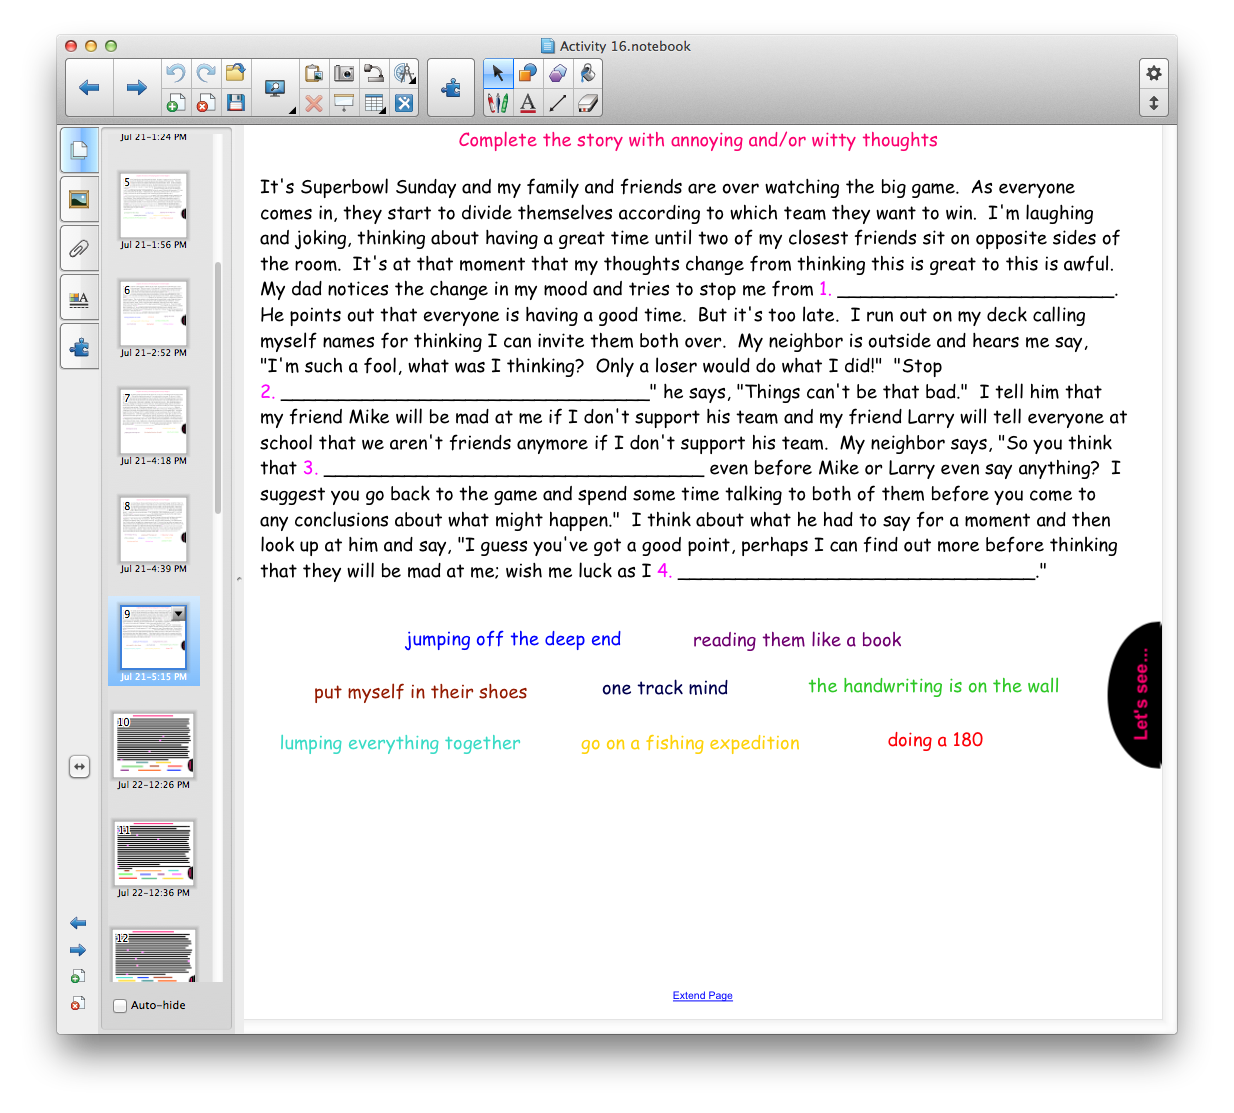 Activity 16.notebook
Jul 21-1:24 PM
5
Jul 21-1:56 PM
6
Jul 21-2:52 PM
7
Jul 21-4:18 PM
8
Jul 21-4:39 PM
9
Jul 21-5:15 PM
10
Jul 22-12:26 PM
11
Jul 22-12:36 PM
12
Auto-hide
Complete the story with annoying and/or witty thoughts
It's Superbowl Sunday and my family and friends are over watching the big game. As everyone
comes in, they start to divide themselves according to which team they want to win. I'm laughing
and joking, thinking about having a great time until two of my closest friends sit on opposite sides of
the room. It's at that moment that my thoughts change from thinking this is great to this is awful.
My dad notices the change in my mood and tries to stop me from 1. ____________________________.
He points out that everyone is having a good time. But it's too late. I run out on my deck calling
myself names for thinking I can invite them both over. My neighbor is outside and hears me say,
"I'm such a fool, what was I thinking? Only a loser would do what I did!" "Stop
2. _____________________________________" he says, "Things can't be that bad." I tell him that
my friend Mike will be mad at me if I don't support his team and my friend Larry will tell everyone at
school that we aren't friends anymore if I don't support his team. My neighbor says, "So you think
that 3. ______________________________________ even before Mike or Larry even say anything? I
suggest you go back to the game and spend some time talking to both of them before you come to
any conclusions about what might happen." I think about what he had to say for a moment and then
look up at him and say, "I guess you've got a good point, perhaps I can find out more before thinking
that they will be mad at me; wish me luck as I 4. ____________________________________."
jumping off the deep end
reading them like a book
put myself in their shoes
one track mind
the handwriting is on the wall
lumping everything together
go on a fishing expedition
doing a 180
Let's see...
Extend Page